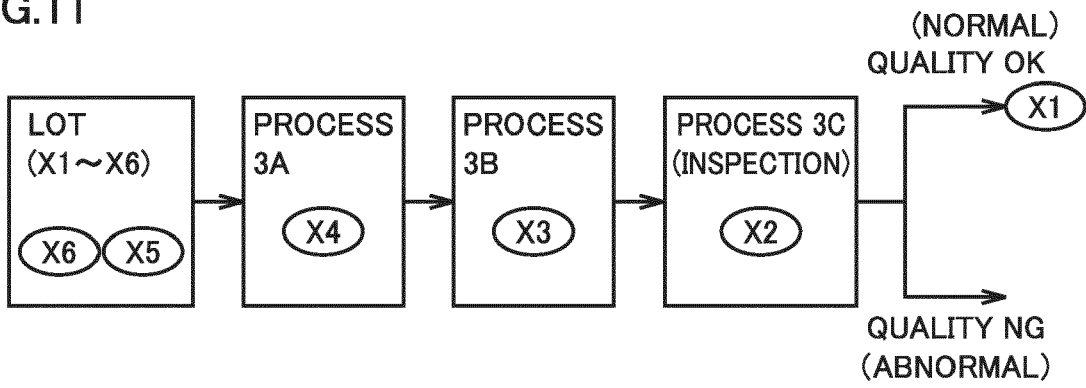 G.11
(NORMAL)
QUALITY OK
X1
LOT
(X1～X6)
X6 X5
PROCESS
3A
X4
PROCESS
3B
X3
PROCESS 3C
(INSPECTION)
X2
QUALITY NG
(ABNORMAL)